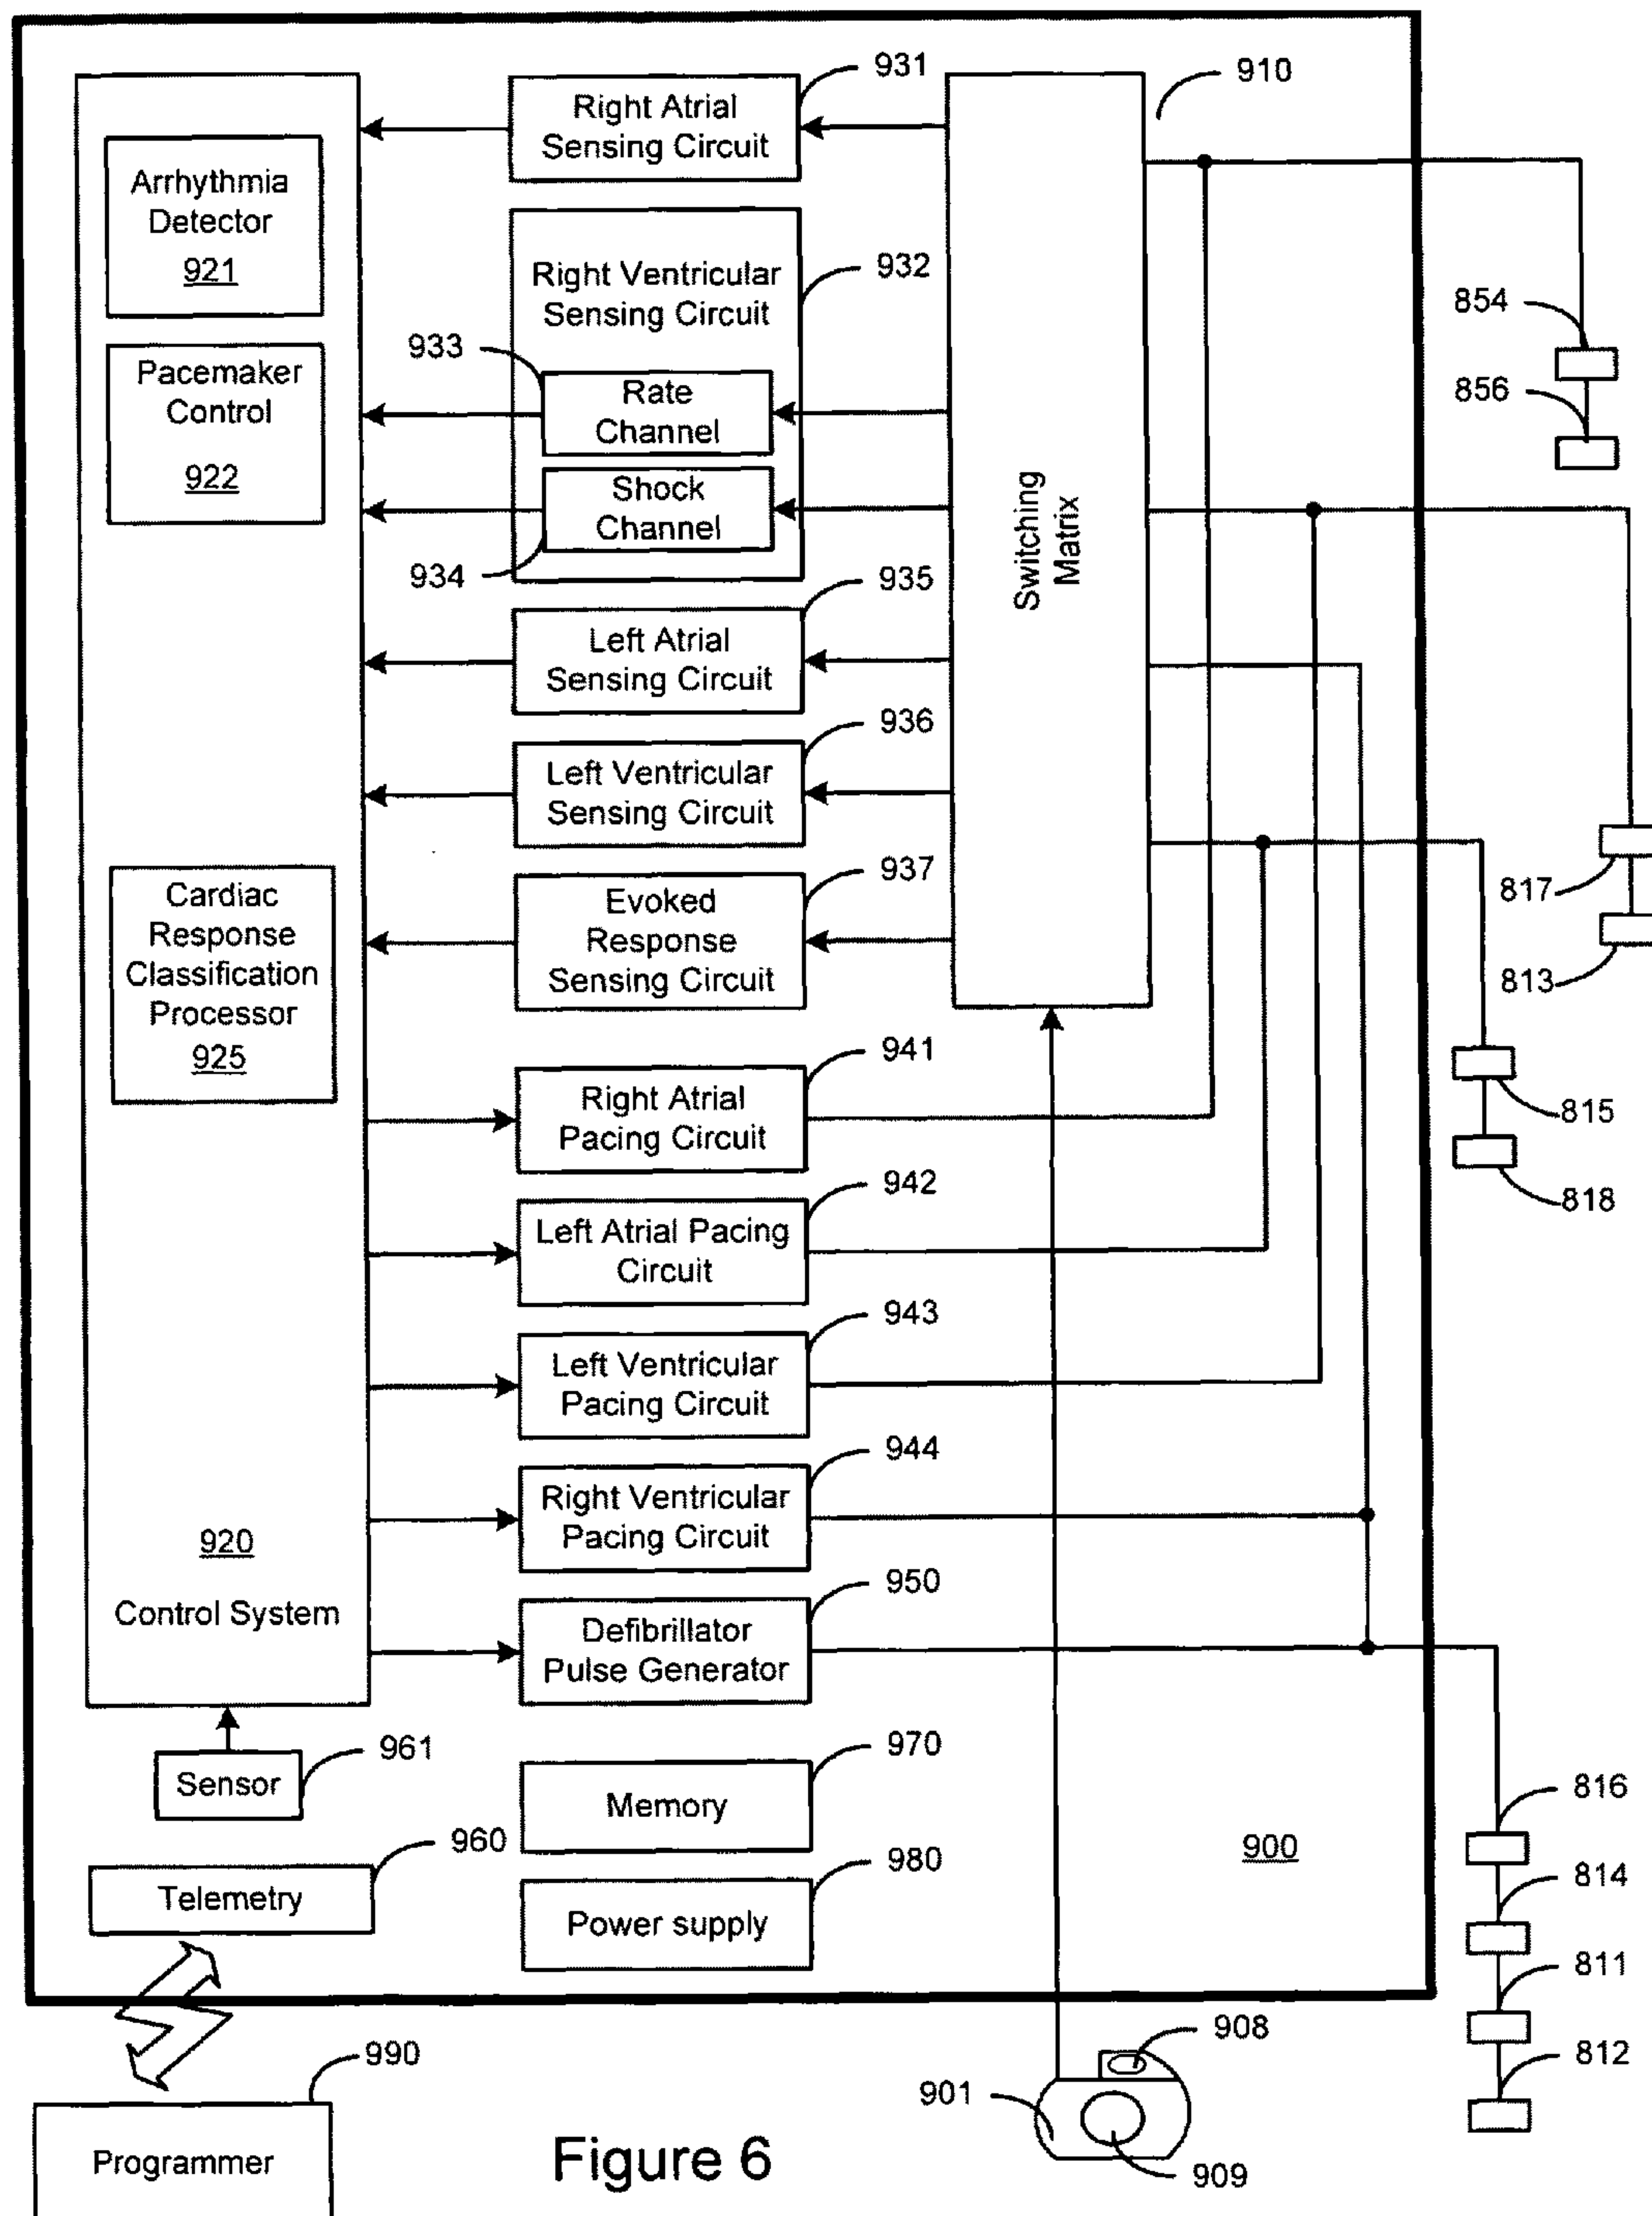 931
910
Right Atrial
Sensing Circuit
Arrhythmia
Detector
921
932
Right Ventricular
Sensing Circuit
854
933
Pacemaker
Control
922
Rate
Channel
856
Shock
Channel
Switching
Matrix
934
935
Left Atrial
Sensing Circuit
936
Left Ventricular
Sensing Circuit
817
937
Cardiac
Response
Classification
Processor
925
Evoked
Response
Sensing Circuit
813
941
Right Atrial
Pacing Circuit
815
942
818
Left Atrial Pacing
Circuit
943
Left Ventricular
Pacing Circuit
944
Right Ventricular
Pacing Circuit
920
Control System
950
Defibrillator
Pulse Generator
961
Sensor
970
Memory
816
960
Telemetry
980
Power supply
900
814
811
908
812
990
901
Programmer
Figure 6
909